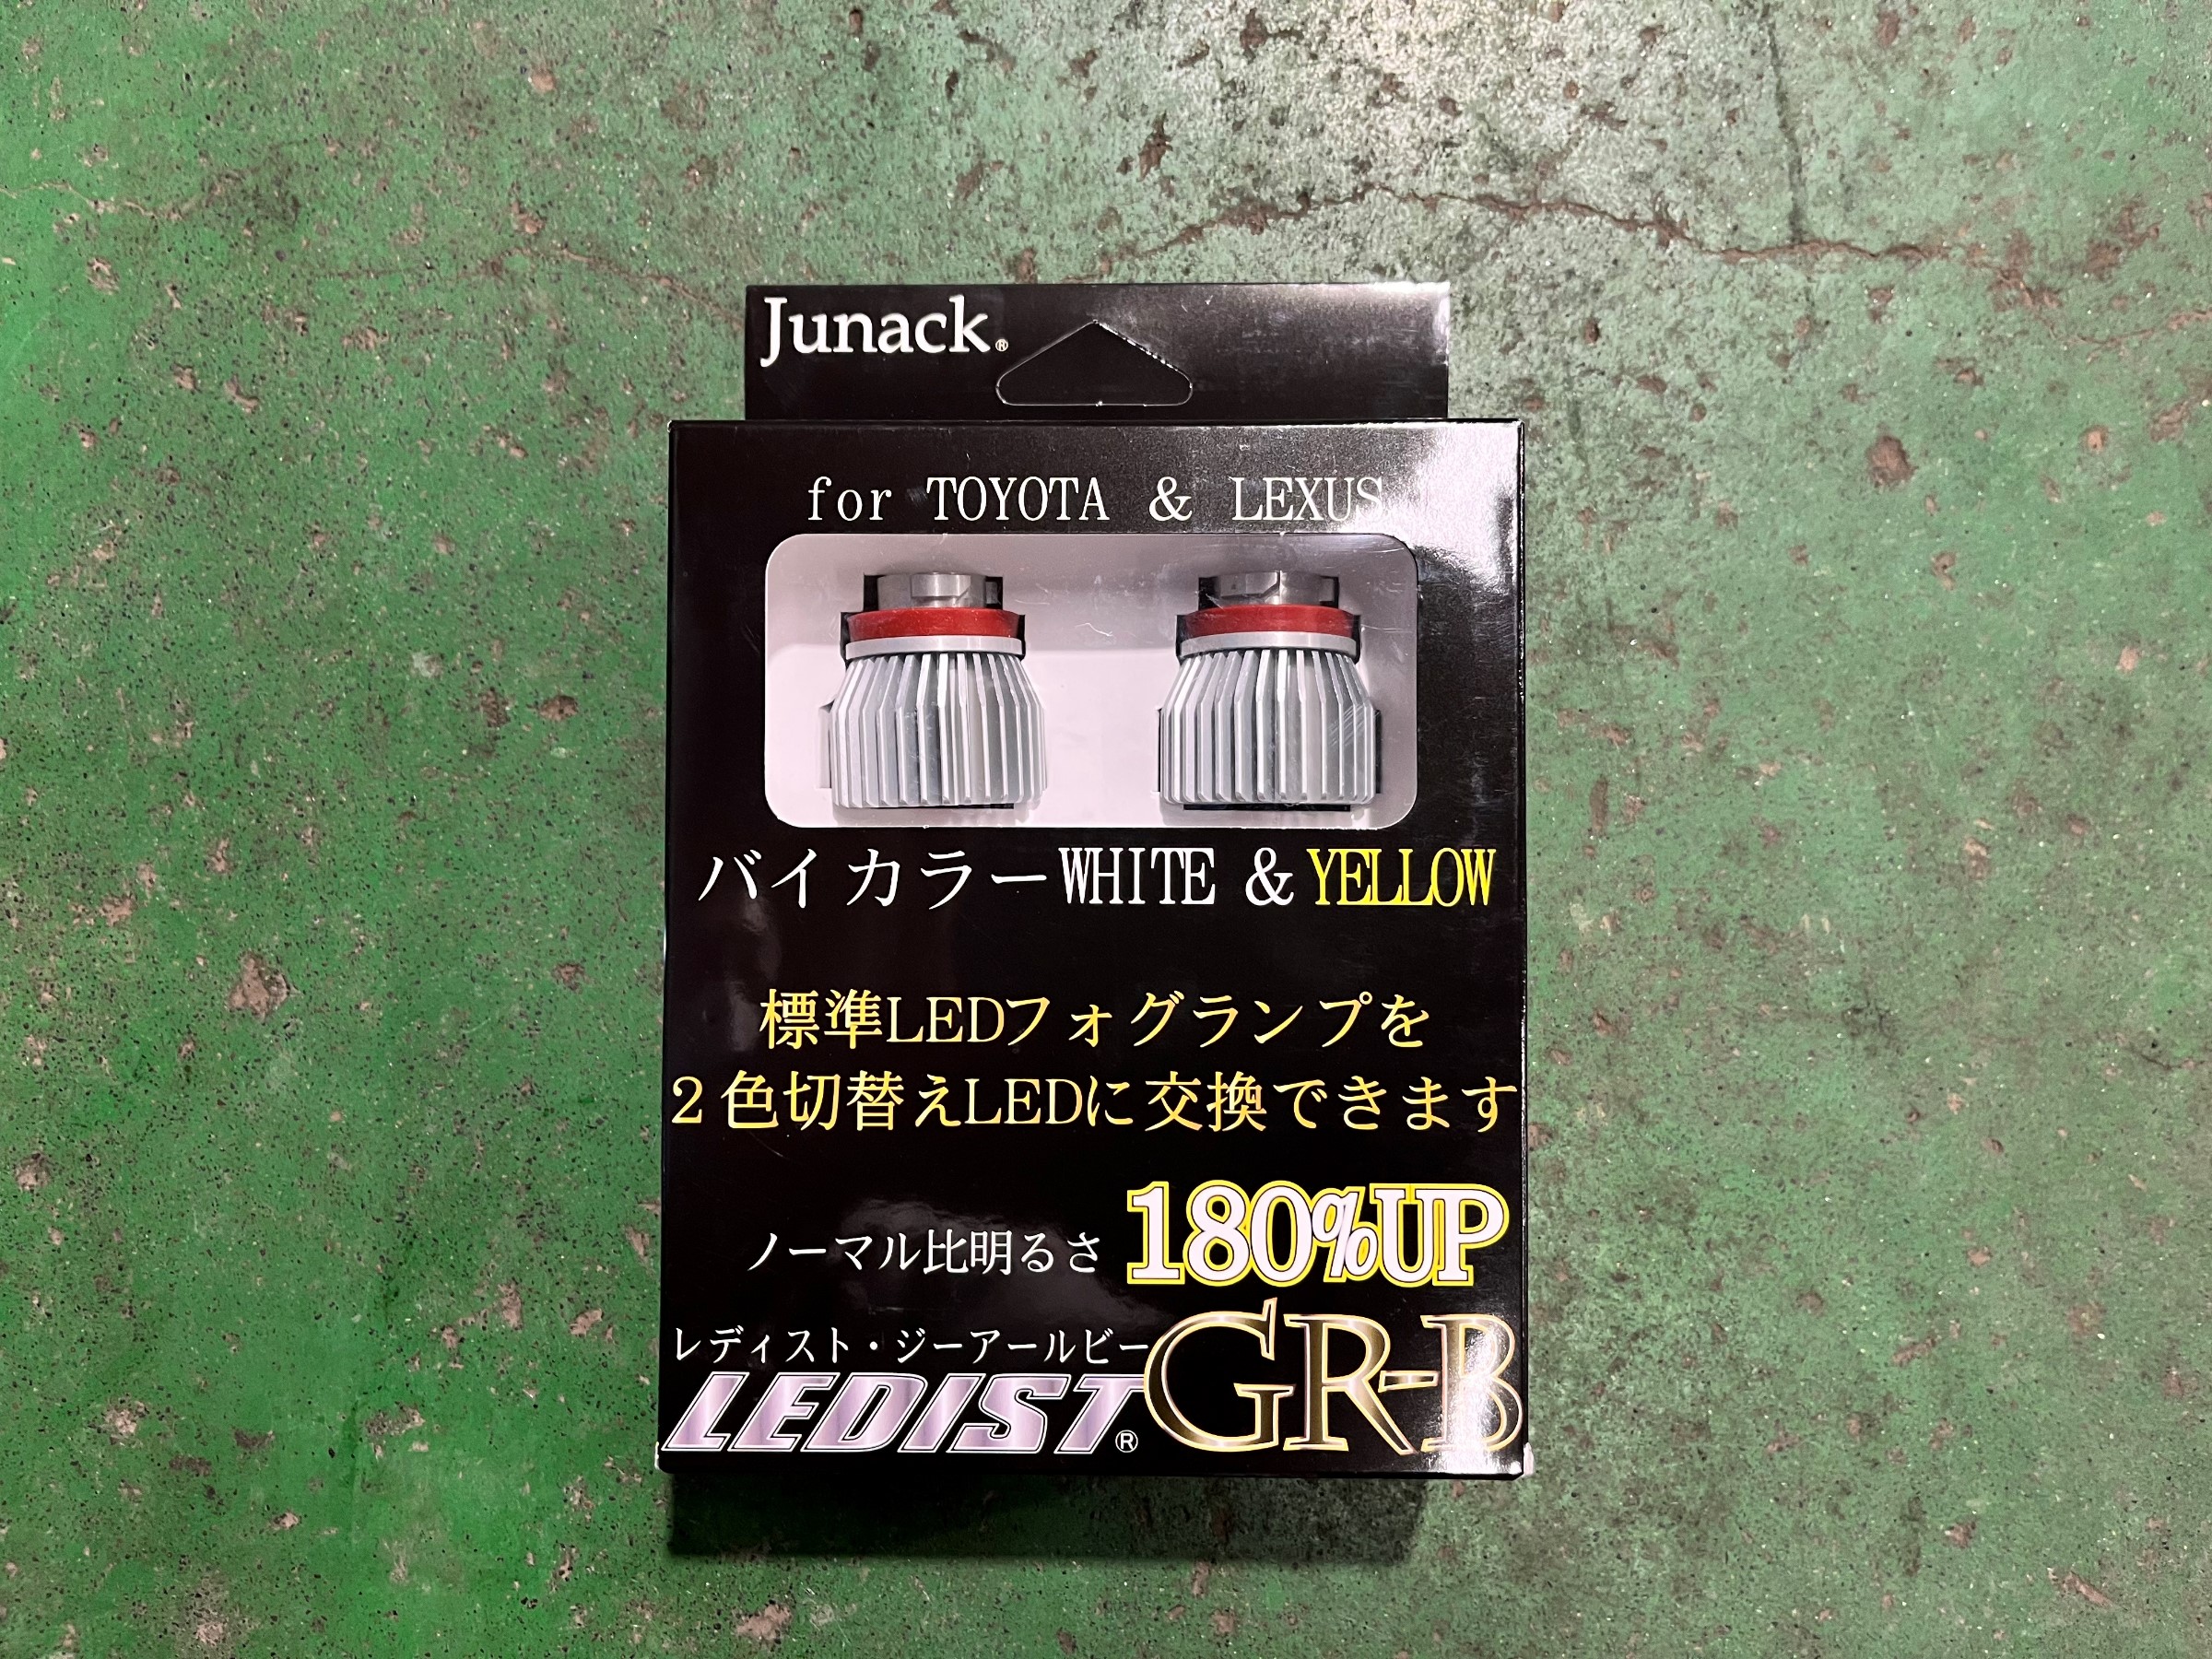 Junack®
for TOYOTA & LEXUS
バイカラーWHITE & YELLOW
標準LEDフォグランプを
2色切替えLEDに交換できます
ノーマル比明るさ 180%UP
レディスト・ジーアールビー
LEDIST® GR-B